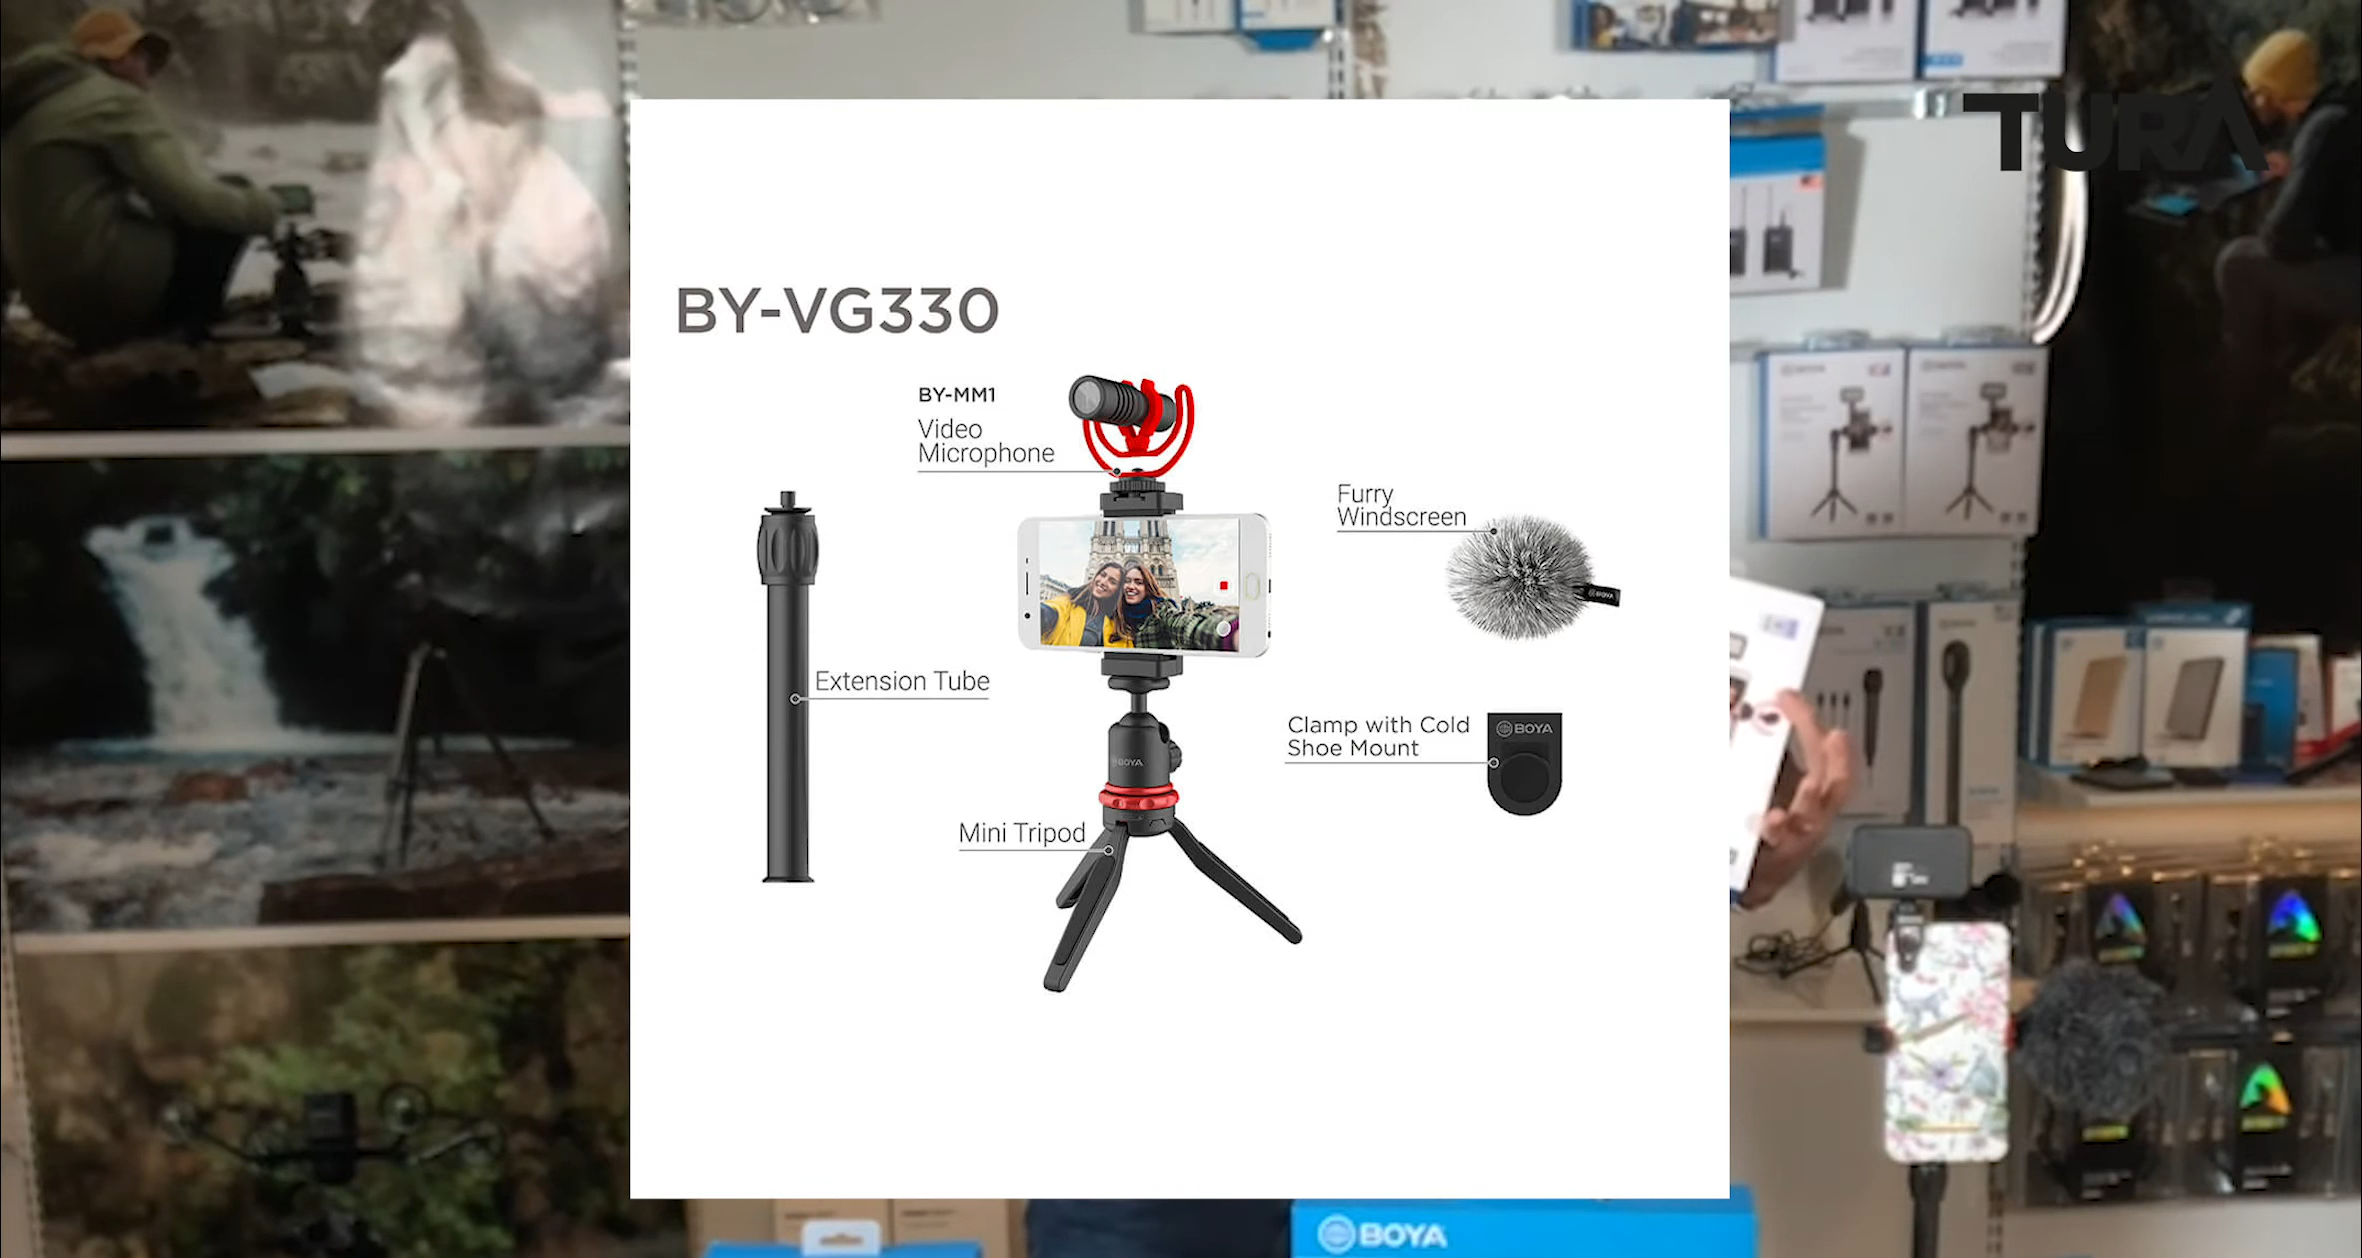 TURA
BY-VG330
BY-MM1
Video
Microphone
Furry
Windscreen
BOYA
Extension Tube
Clamp with Cold
Shoe Mount
BOYA
BOYA
Mini Tripod
BOYA